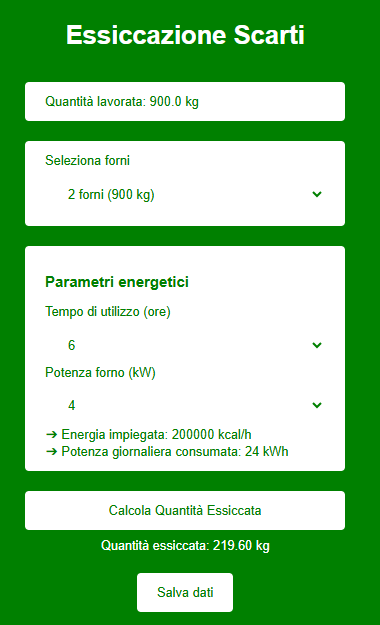 Essiccazione Scarti
Quantità lavorata: 900.0 kg
Seleziona forni
2 forni (900 kg)
Parametri energetici
Tempo di utilizzo (ore)
6
Potenza forno (kW)
4
➔ Energia impiegata: 200000 kcal/h
➔ Potenza giornaliera consumata: 24 kWh
Calcola Quantità Essiccata
Quantità essiccata: 219.60 kg
Salva dati